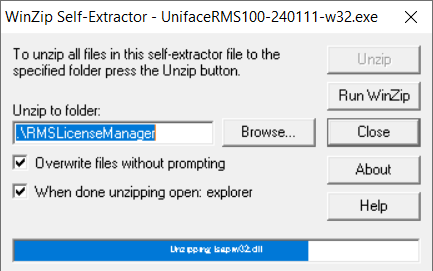 WinZip Self-Extractor - UnifaceRMS100-240111-w32.exe
To unzip all files in this self-extractor file to the
specified folder press the Unzip button.
Unzip to folder:
.\RMSLicenseManager
Browse...
Overwrite files without prompting
When done unzipping open: explorer
Unzip
Run WinZip
Close
About
Help
Unzipping lsapiw32.dll